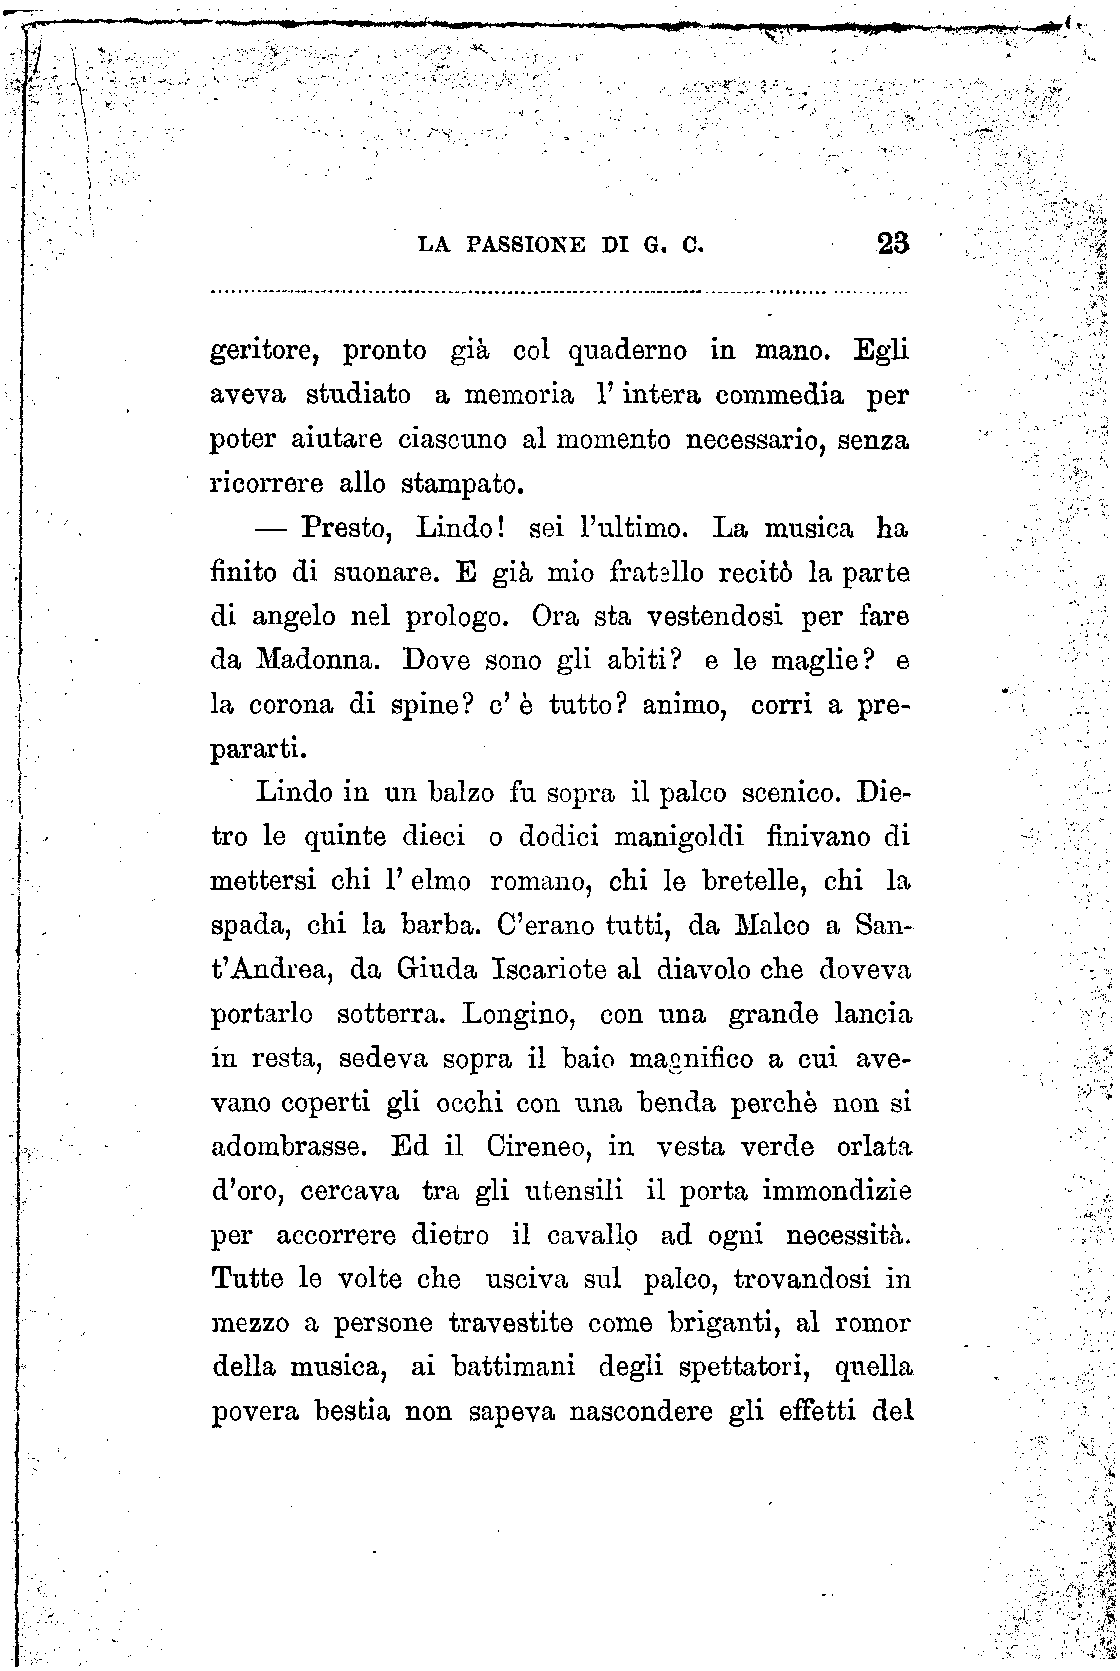 LA PASSIONE DI G. C. 23
geritore, pronto già col quaderno in mano. Egli
aveva studiato a memoria l' intera commedia per
poter aiutare ciascuno al momento necessario, senza
ricorrere allo stampato.
— Presto, Lindo! sei l'ultimo. La musica ha
finito di suonare. E già mio fratello recitò la parte
di angelo nel prologo. Ora sta vestendosi per fare
da Madonna. Dove sono gli abiti? e le maglie? e
la corona di spine? c' è tutto? animo, corri a pre-
pararti.
Lindo in un balzo fu sopra il palco scenico. Die-
tro le quinte dieci o dodici manigoldi finivano di
mettersi chi l' elmo romano, chi le bretelle, chi la
spada, chi la barba. C'erano tutti, da Malco a San-
t'Andrea, da Giuda Iscariote al diavolo che doveva
portarlo sotterra. Longino, con una grande lancia
in resta, sedeva sopra il baio magnifico a cui ave-
vano coperti gli occhi con una benda perchè non si
adombrasse. Ed il Cireneo, in vesta verde orlata
d'oro, cercava tra gli utensili il porta immondizie
per accorrere dietro il cavallo ad ogni necessità.
Tutte le volte che usciva sul palco, trovandosi in
mezzo a persone travestite come briganti, al romor
della musica, ai battimani degli spettatori, quella
povera bestia non sapeva nascondere gli effetti del